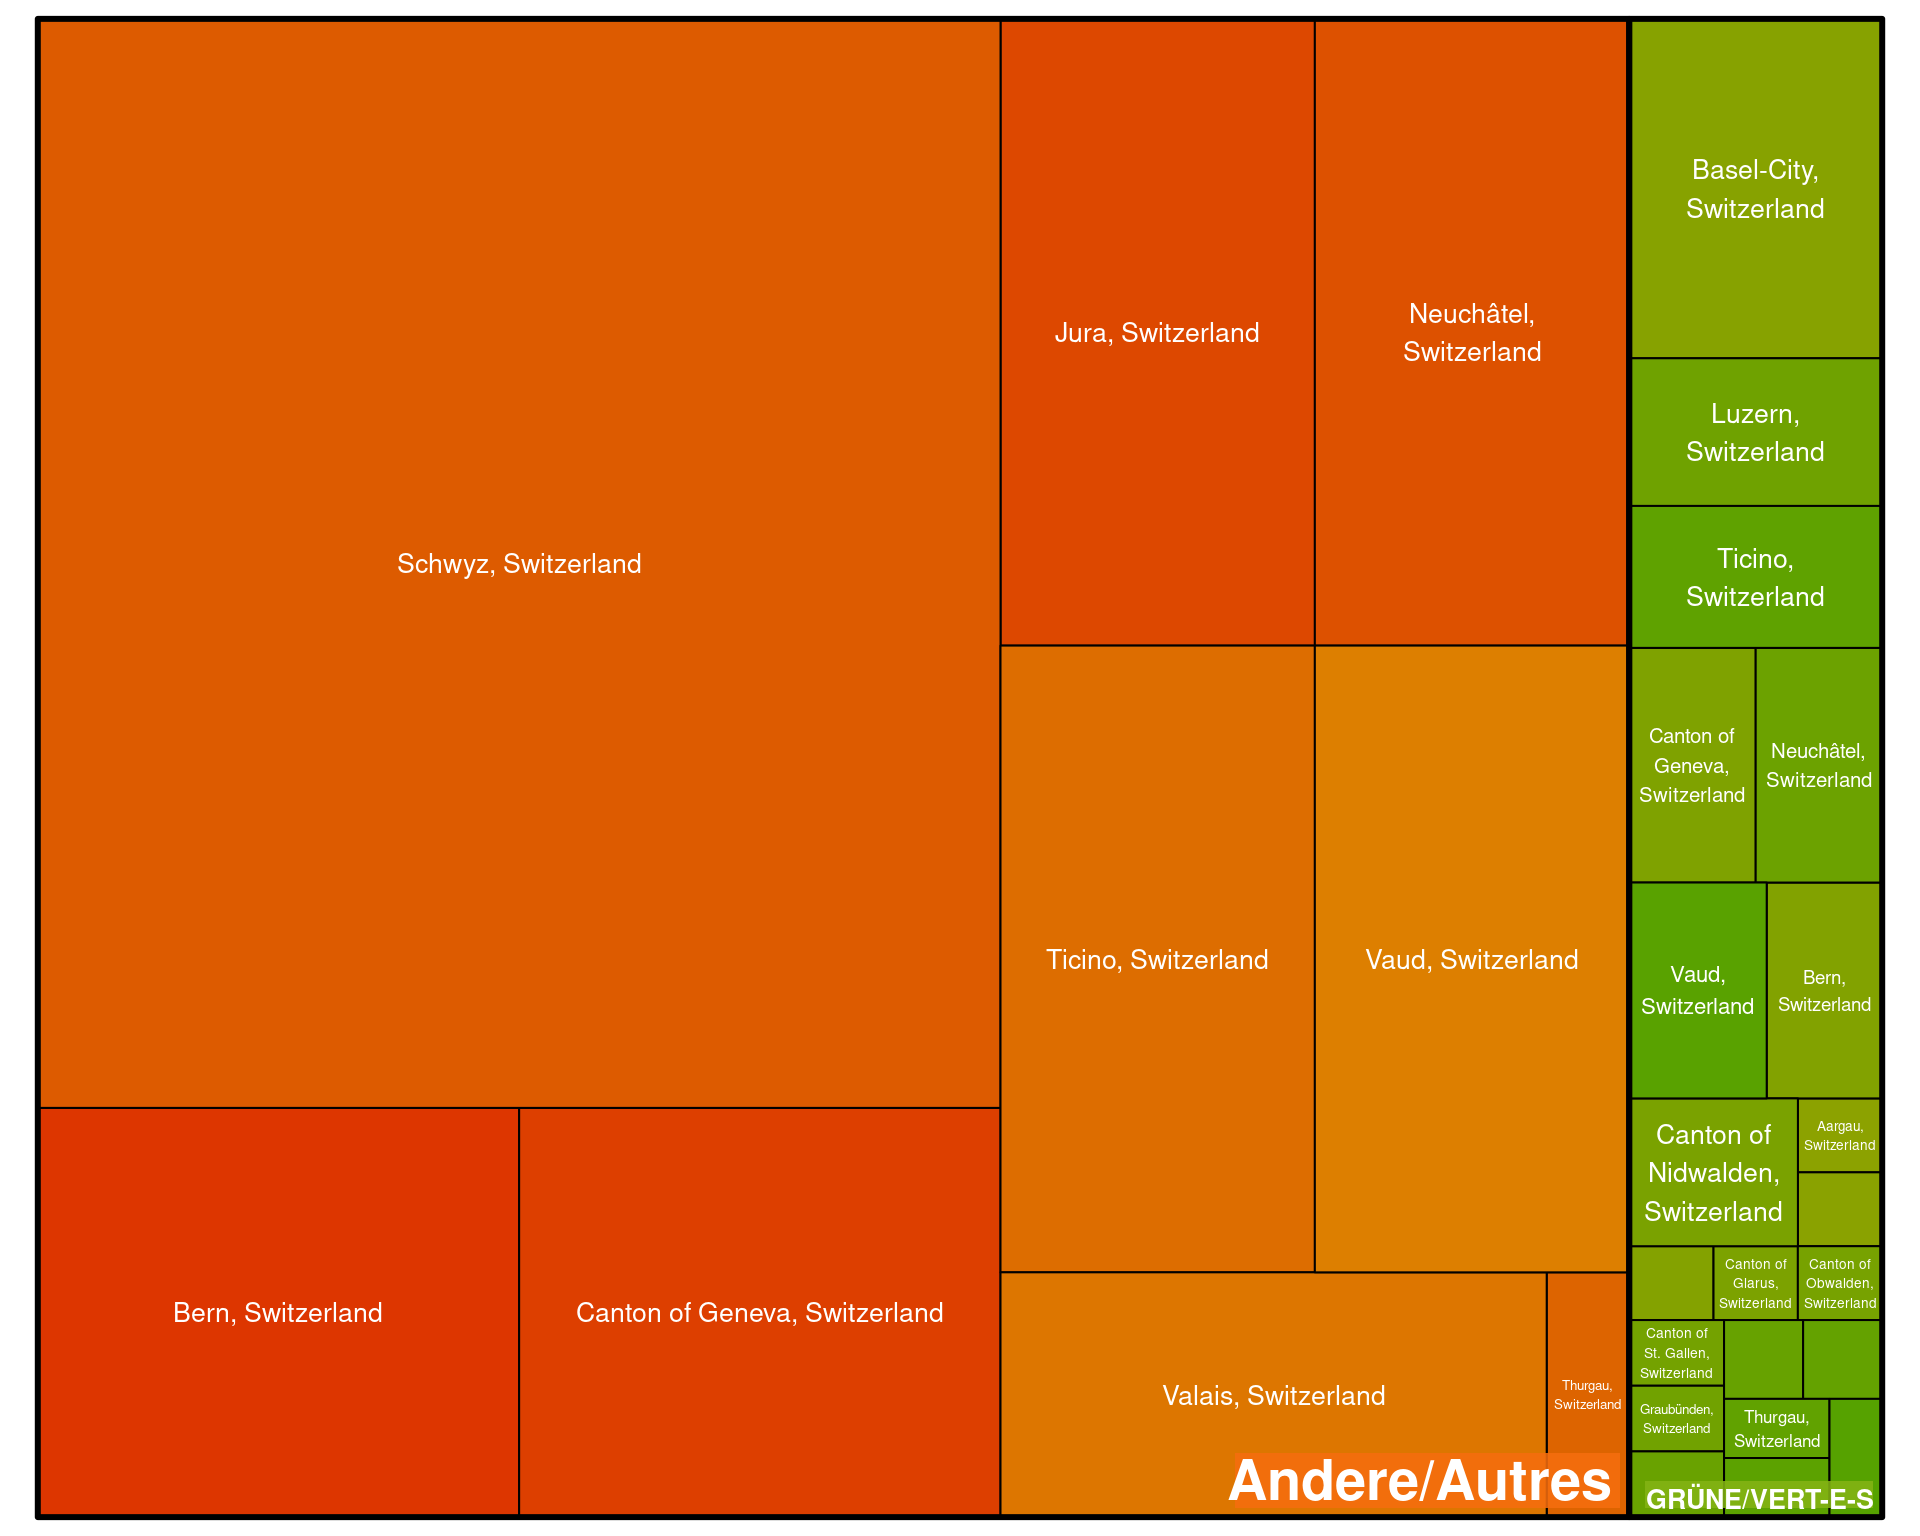 Schwyz, Switzerland
Bern, Switzerland
Canton of Geneva, Switzerland
Jura, Switzerland
Neuchâtel,
Switzerland
Ticino, Switzerland
Vaud, Switzerland
Valais, Switzerland
Thurgau,
Switzerland
Andere/Autres
Basel-City,
Switzerland
Luzern,
Switzerland
Ticino,
Switzerland
Canton of
Geneva,
Switzerland
Neuchâtel,
Switzerland
Vaud,
Switzerland
Bern,
Switzerland
Canton of
Nidwalden,
Switzerland
Aargau,
Switzerland
Canton of
Glarus,
Switzerland
Canton of
Obwalden,
Switzerland
Canton of
St. Gallen,
Switzerland
Graubünden,
Switzerland
Thurgau,
Switzerland
GRÜNE/VERT-E-S